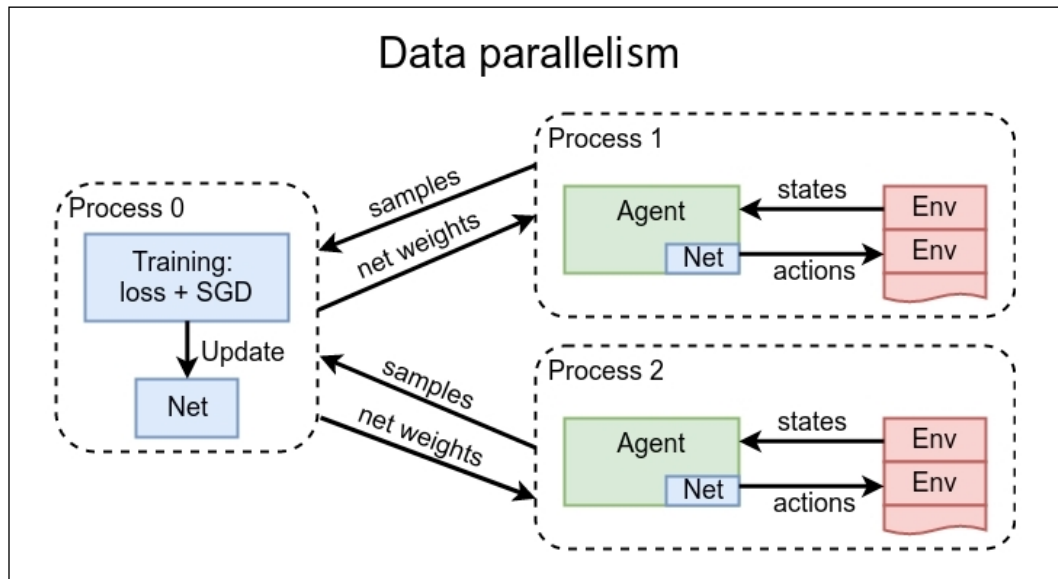 Data parallelism
Process 0
Training:
loss + SGD
Update
Net
samples
net weights
samples
net weights
Process 1
Agent
Net
states
actions
Env
Env
Process 2
Agent
Net
states
actions
Env
Env